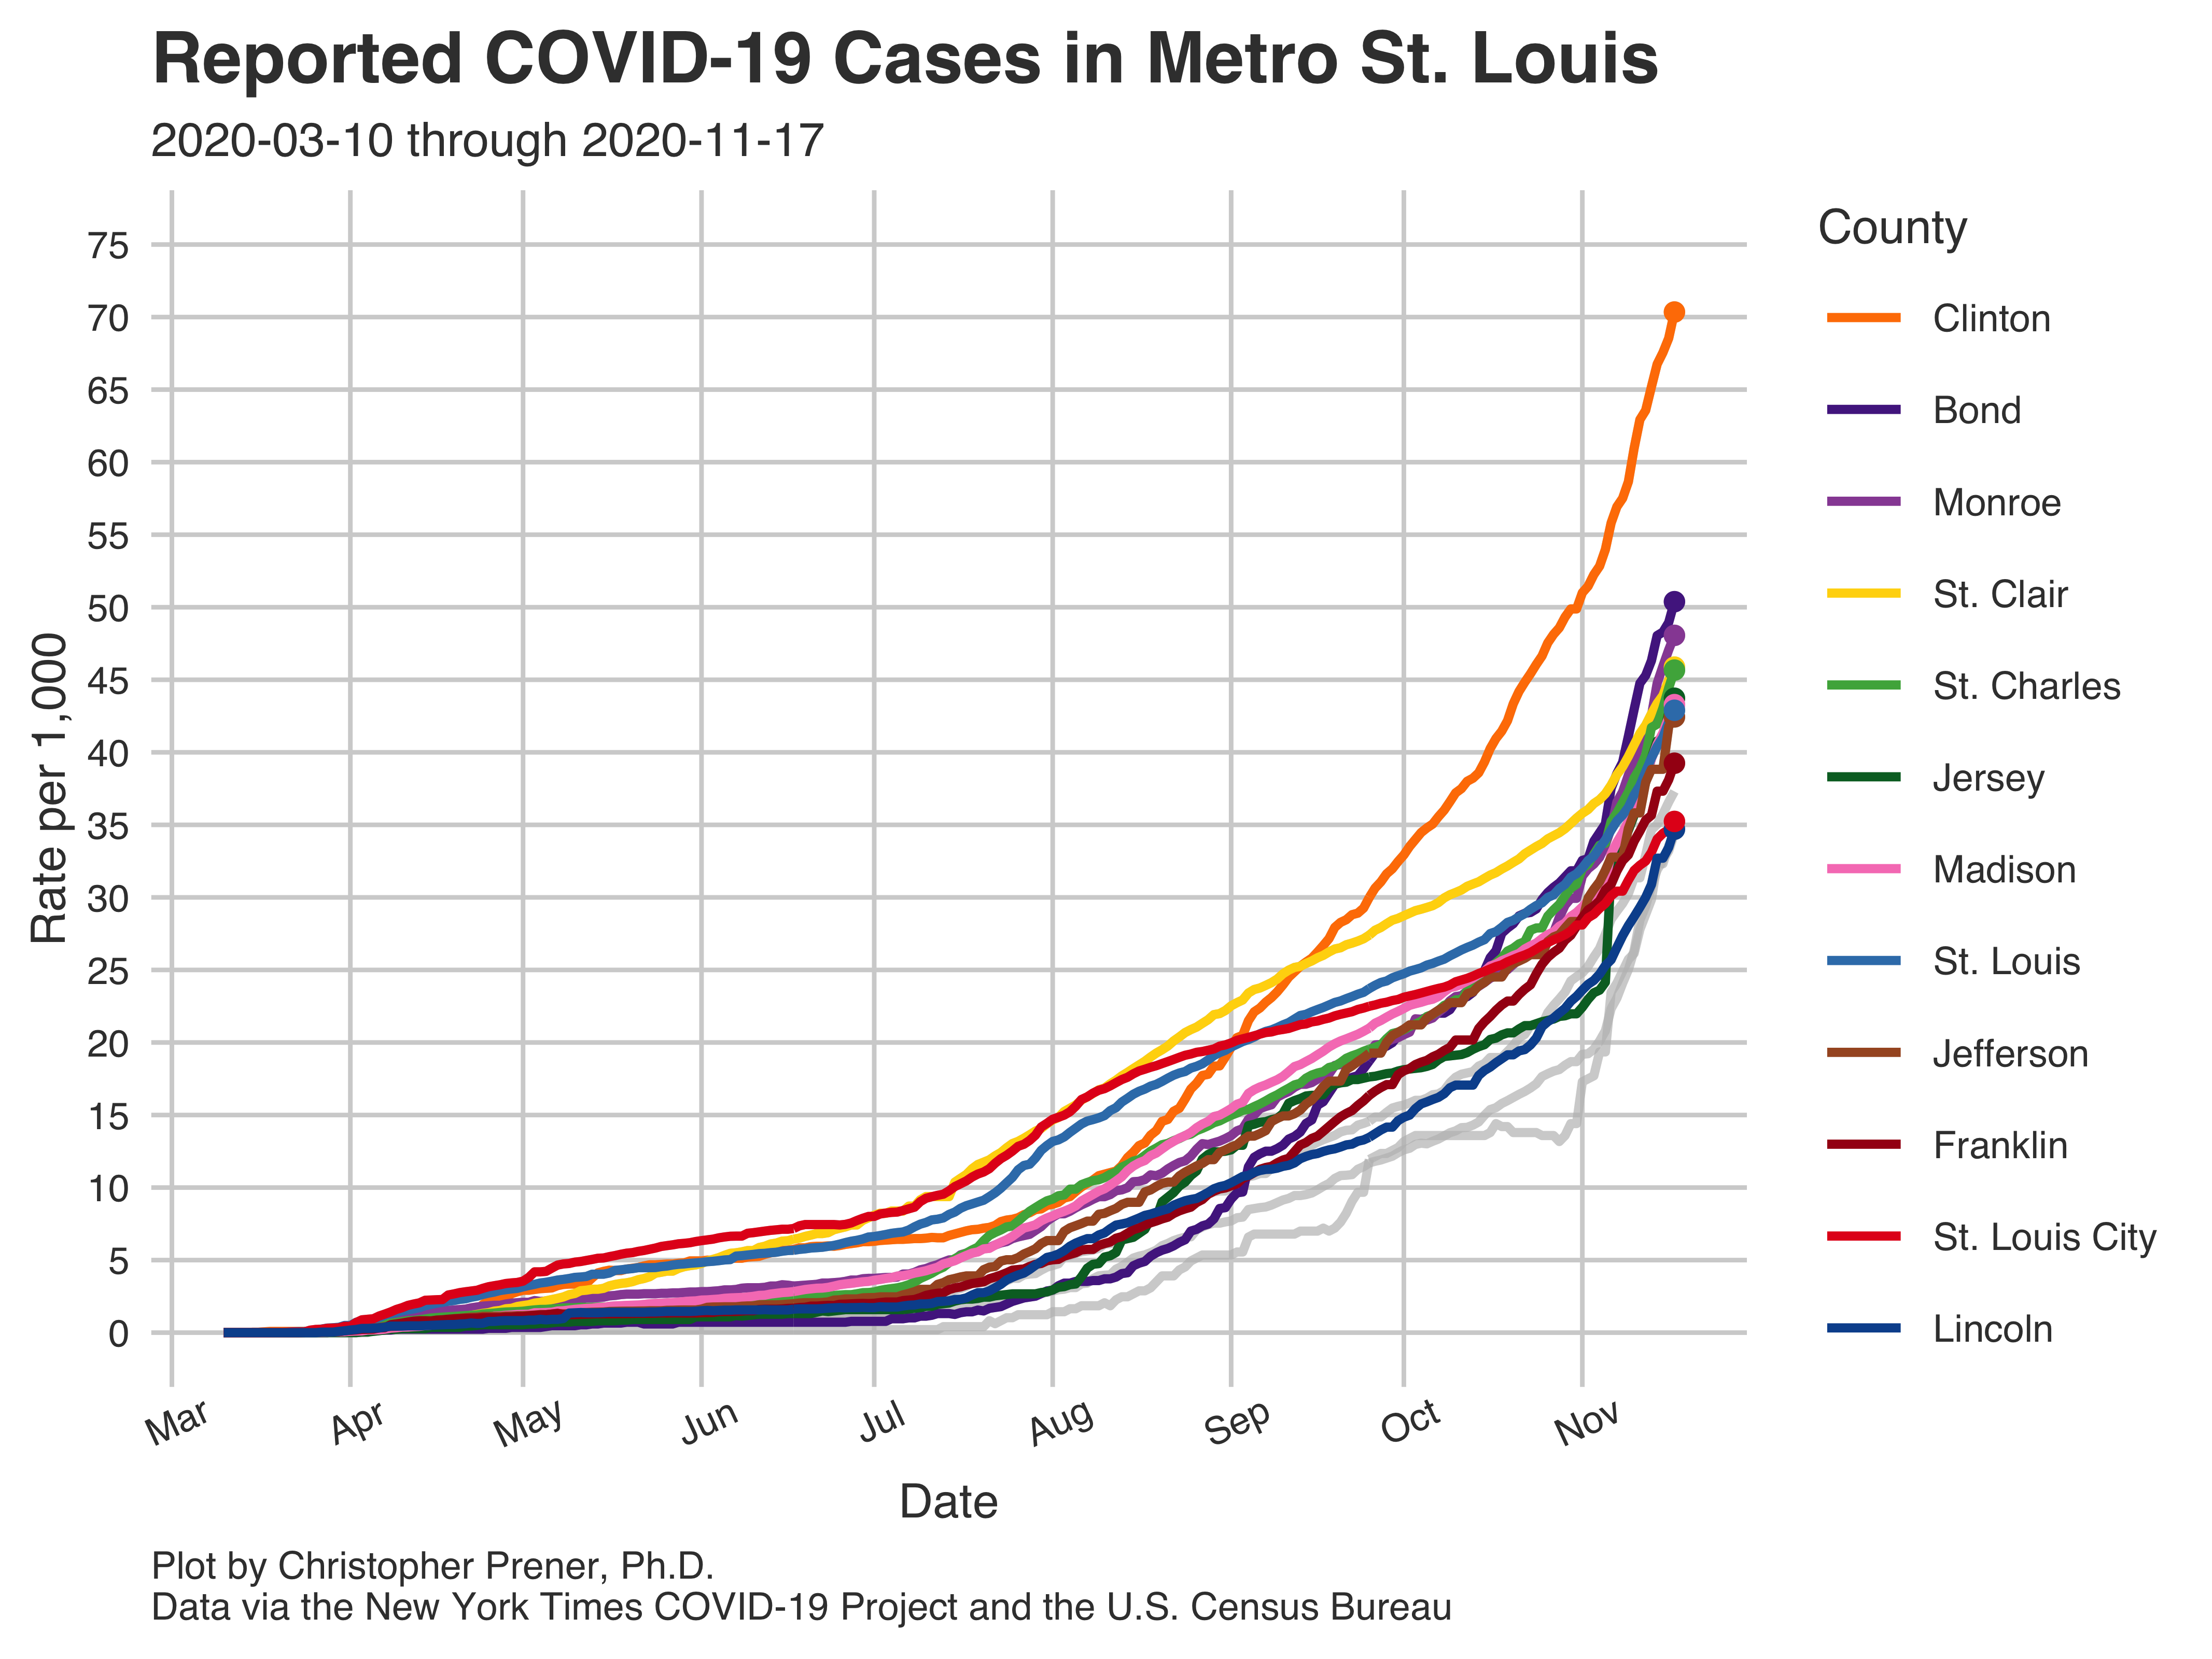 Reported COVID-19 Cases in Metro St. Louis
2020-03-10 through 2020-11-17
Rate per 1,000
75
70
65
60
55
50
45
40
35
30
25
20
15
10
5
0
Mar
Apr
May
Jun
Jul
Aug
Sep
Oct
Nov
Date
County
Clinton
Bond
Monroe
St. Clair
St. Charles
Jersey
Madison
St. Louis
Jefferson
Franklin
St. Louis City
Lincoln
Plot by Christopher Prener, Ph.D.
Data via the New York Times COVID-19 Project and the U.S. Census Bureau